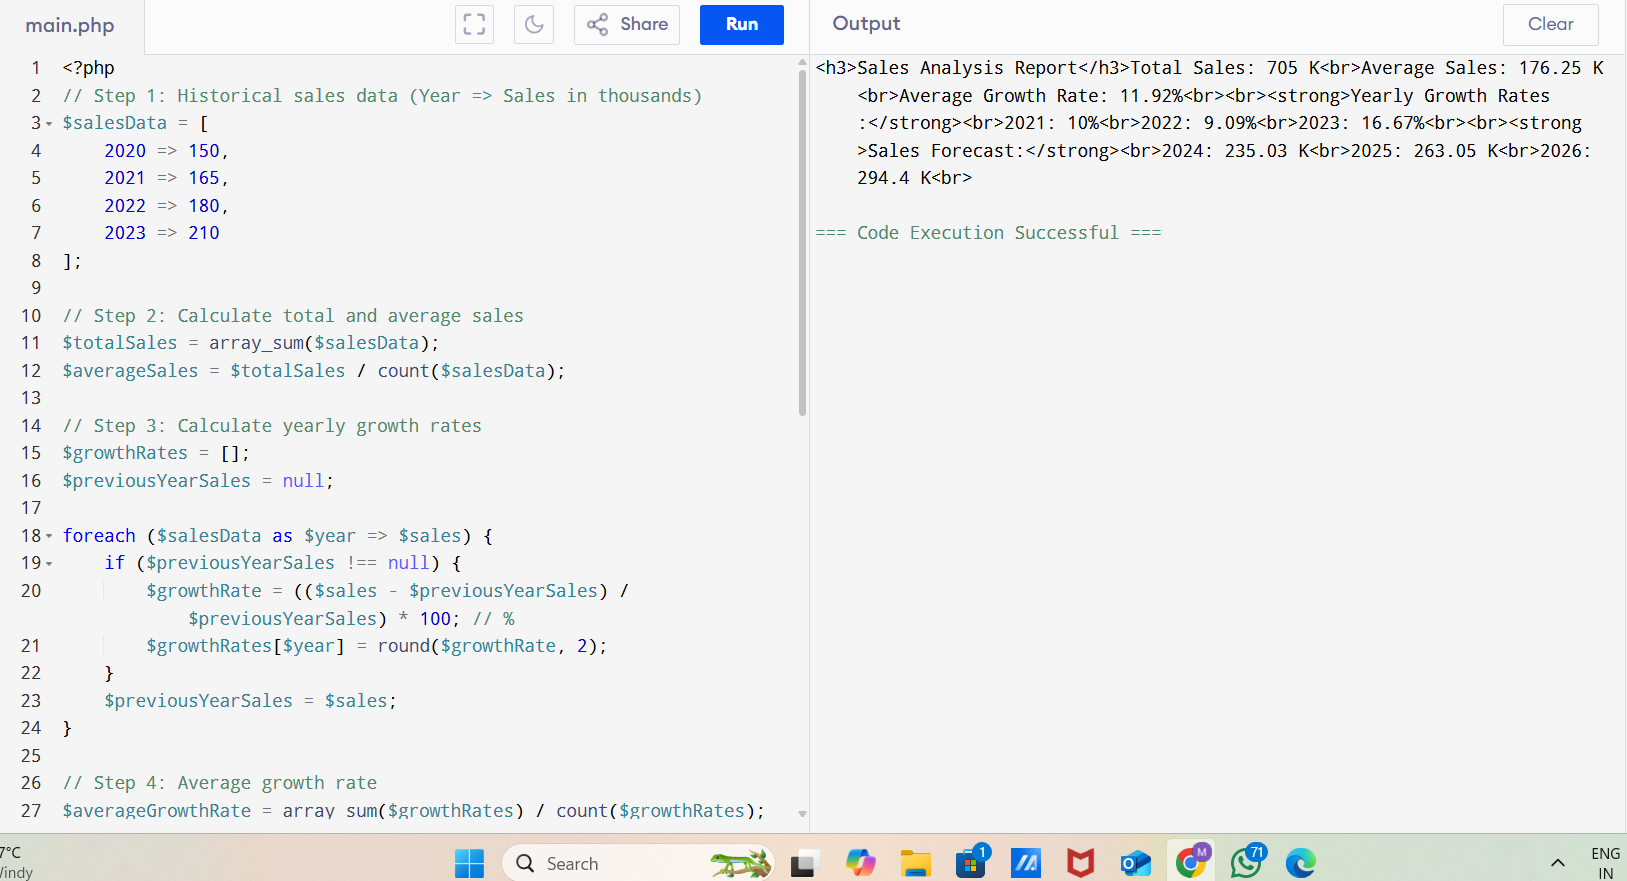 main.php
Share
Run
Output
Clear
1 <?php
2 // Step 1: Historical sales data (Year => Sales in thousands)
3 $salesData = [
4     2020 => 150,
5     2021 => 165,
6     2022 => 180,
7     2023 => 210
8 ];
9
10 // Step 2: Calculate total and average sales
11 $totalSales = array_sum($salesData);
12 $averageSales = $totalSales / count($salesData);
13
14 // Step 3: Calculate yearly growth rates
15 $growthRates = [];
16 $previousYearSales = null;
17
18 foreach ($salesData as $year => $sales) {
19     if ($previousYearSales !== null) {
20         $growthRate = (($sales - $previousYearSales) /
            $previousYearSales) * 100; // %
21         $growthRates[$year] = round($growthRate, 2);
22     }
23     $previousYearSales = $sales;
24 }
25
26 // Step 4: Average growth rate
27 $averageGrowthRate = array_sum($growthRates) / count($growthRates);
<h3>Sales Analysis Report</h3>Total Sales: 705 K<br>Average Sales: 176.25 K
<br>Average Growth Rate: 11.92%<br><br><strong>Yearly Growth Rates
:</strong><br>2021: 10%<br>2022: 9.09%<br>2023: 16.67%<br><br><strong
>Sales Forecast:</strong><br>2024: 235.03 K<br>2025: 263.05 K<br>2026:
294.4 K<br>
=== Code Execution Successful ===
7°C
Windy
Search
1
M
71
ENG
IN